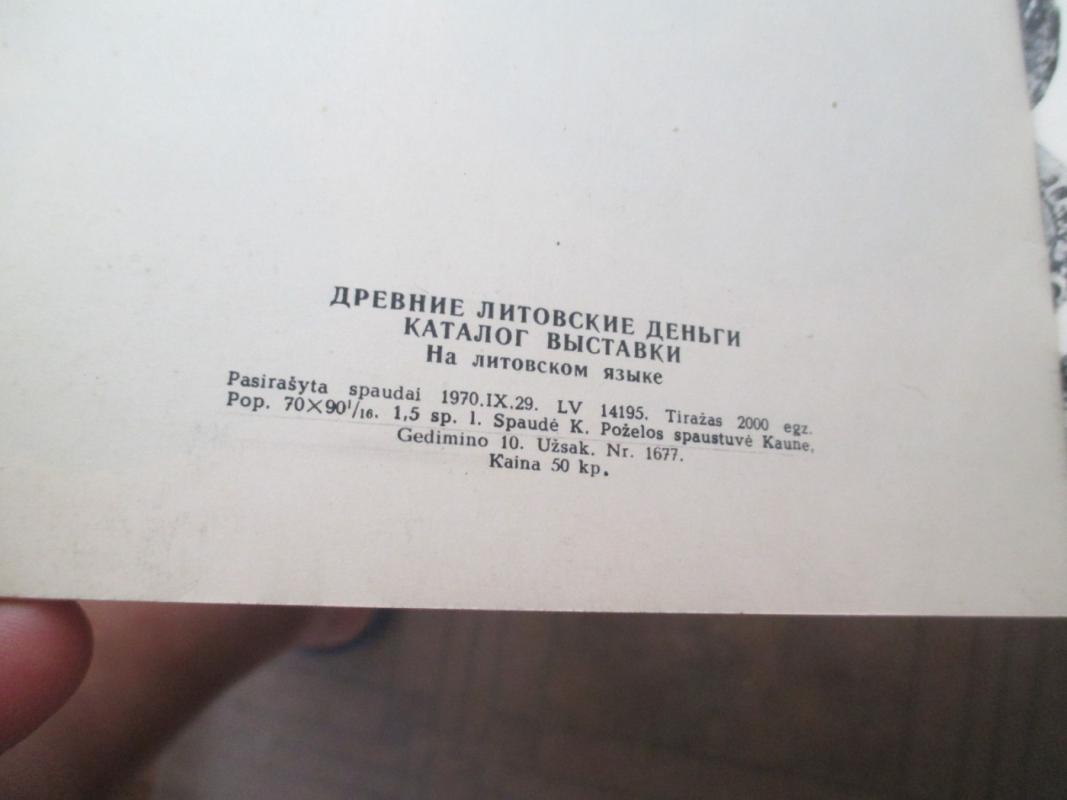 ДРЕВНИЕ ЛИТОВСКИЕ ДЕНЬГИ
КАТАЛОГ ВЫСТАВКИ
На литовском языке
Pasirašyta spaudai 1970.IX.29. LV 14195. Tiražas 2000 egz.
Pop. 70×90¹/₁₆. 1,5 sp. l. Spaudė K. Poželos spaustuvė Kaune,
Gedimino 10. Užsak. Nr. 1677.
Kaina 50 kp.